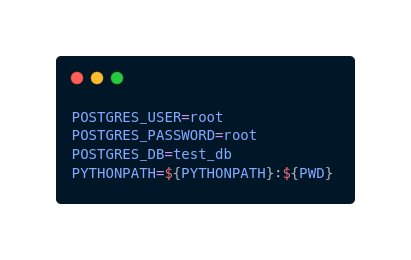 POSTGRES_USER=root
POSTGRES_PASSWORD=root
POSTGRES_DB=test_db
PYTHONPATH=${PYTHONPATH}:${PWD}